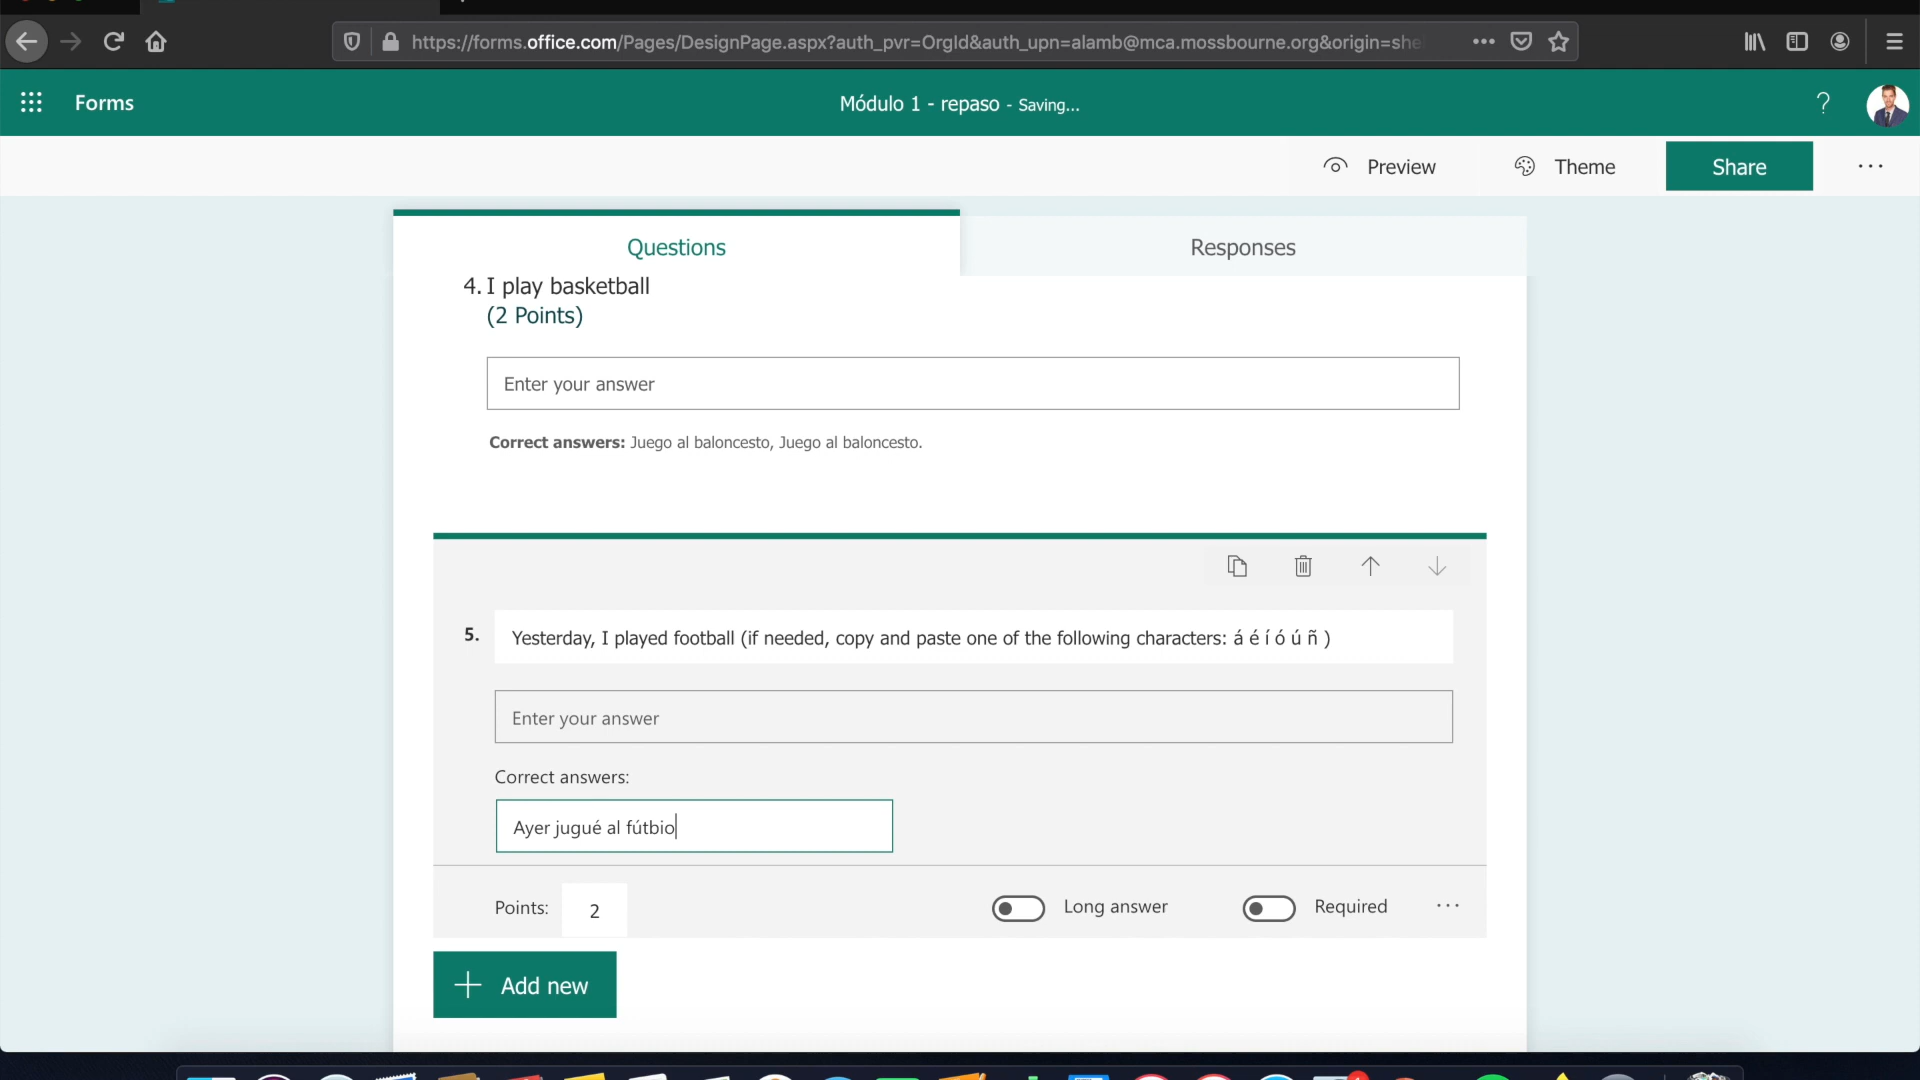 https://forms.office.com/Pages/DesignPage.aspx?auth_pvr=OrgId&auth_upn=alamb@mca.mossbourne.org&origin=she
Forms
Módulo 1 - repaso - Saving...
?
Preview
Theme
Share
Questions
Responses
4. I play basketball
(2 Points)
Enter your answer
Correct answers: Juego al baloncesto, Juego al baloncesto.
5. Yesterday, I played football (if needed, copy and paste one of the following characters: á é í ó ú ñ )
Enter your answer
Correct answers:
Ayer jugué al fútbio
Points: 2
Long answer
Required
Add new